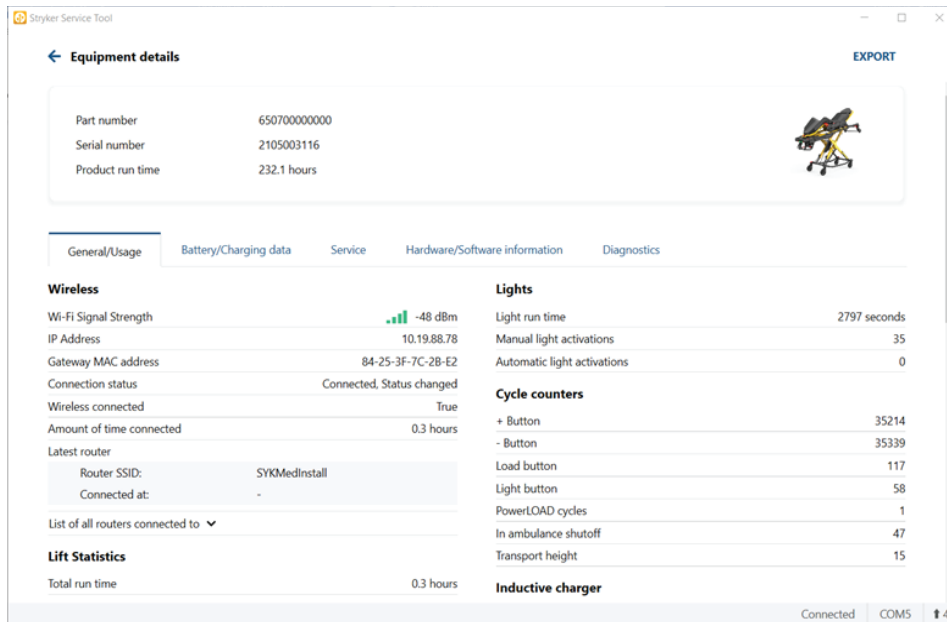 Stryker Service Tool
Equipment details
EXPORT
Part number 650700000000
Serial number 2105003116
Product run time 232.1 hours
General/Usage Battery/Charging data Service Hardware/Software information Diagnostics
Wireless
Wi-Fi Signal Strength -48 dBm
IP Address 10.19.88.78
Gateway MAC address 84-25-3F-7C-2B-E2
Connection status Connected, Status changed
Wireless connected True
Amount of time connected 0.3 hours
Latest router
Router SSID: SYKMedInstall
Connected at: -
List of all routers connected to
Lift Statistics
Total run time 0.3 hours
Lights
Light run time 2797 seconds
Manual light activations 35
Automatic light activations 0
Cycle counters
+ Button 35214
- Button 35339
Load button 117
Light button 58
PowerLOAD cycles 1
In ambulance shutoff 47
Transport height 15
Inductive charger
Connected COM5 4